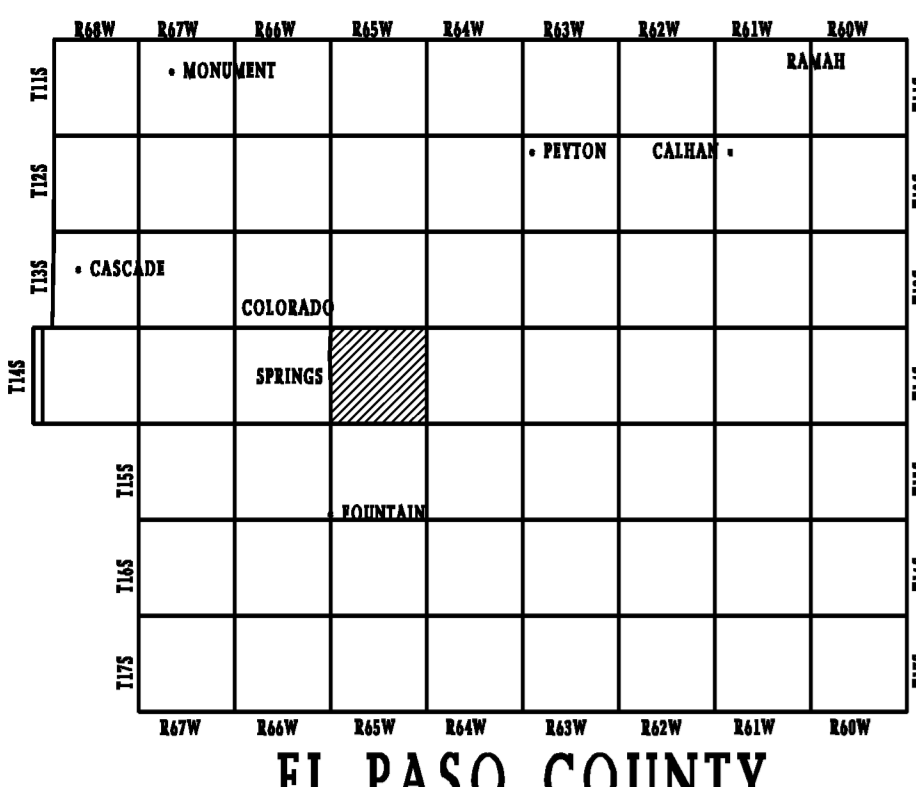 R68W R67W R66W R65W R64W R63W R62W R61W R60W
T11S
MONUMENT
RAMAH
T12S
PEYTON CALHAN
T13S
CASCADE
COLORADO
T14S
SPRINGS
T15S
FOUNTAIN
T16S
T17S
R67W R66W R65W R64W R63W R62W R61W R60W
EL PASO COUNTY